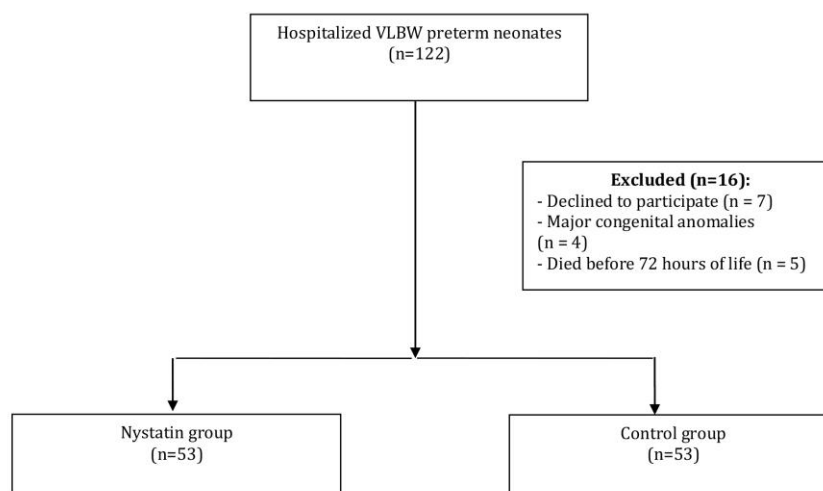 Hospitalized VLBW preterm neonates
(n=122)
Excluded (n=16):
- Declined to participate (n = 7)
- Major congenital anomalies
(n = 4)
- Died before 72 hours of life (n = 5)
Nystatin group
(n=53)
Control group
(n=53)